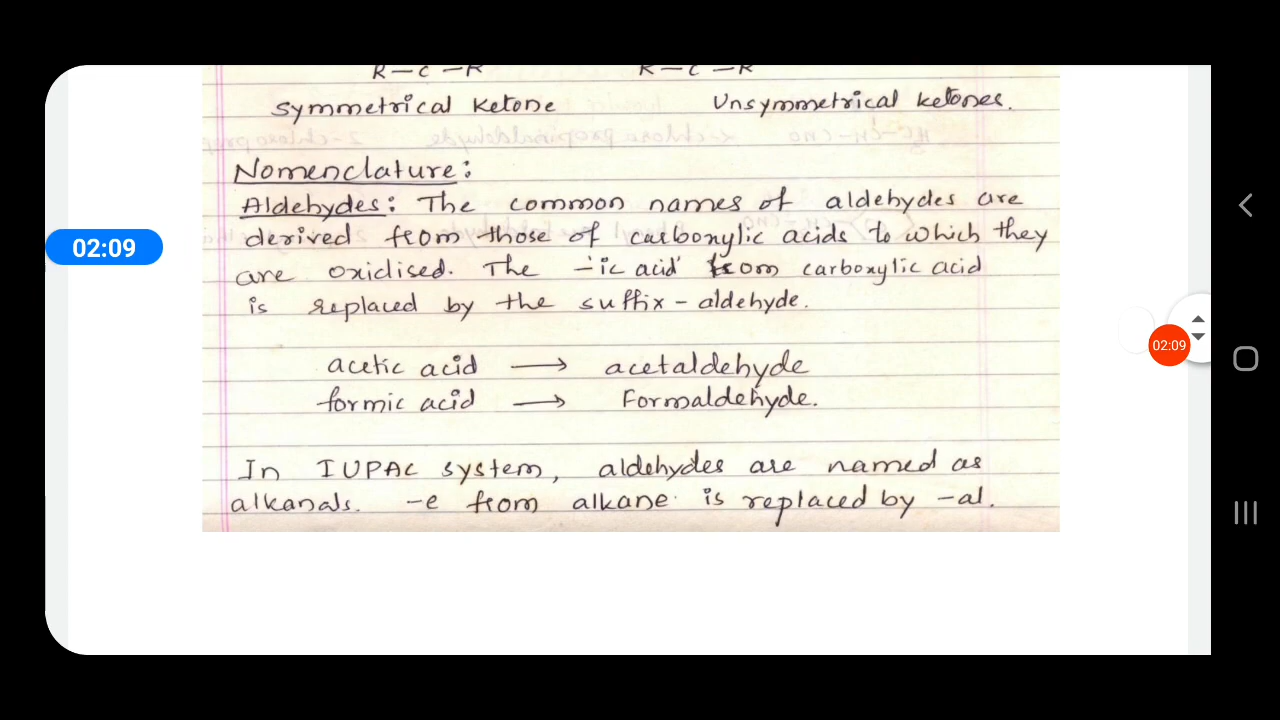 R—C—R R—C—R
Symmetrical Ketone Unsymmetrical ketones.
Nomenclature:
Aldehydes: The common names of aldehydes are
02:09
derived from those of carboxylic acids to which they
are oxidised. The -'ic acid' from carboxylic acid
is replaced by the suffix - aldehyde.
02:09
acetic acid → acetaldehyde
formic acid → Formaldehyde.
In IUPAC system, aldehydes are named as
alkanals. -e from alkane is replaced by -al.